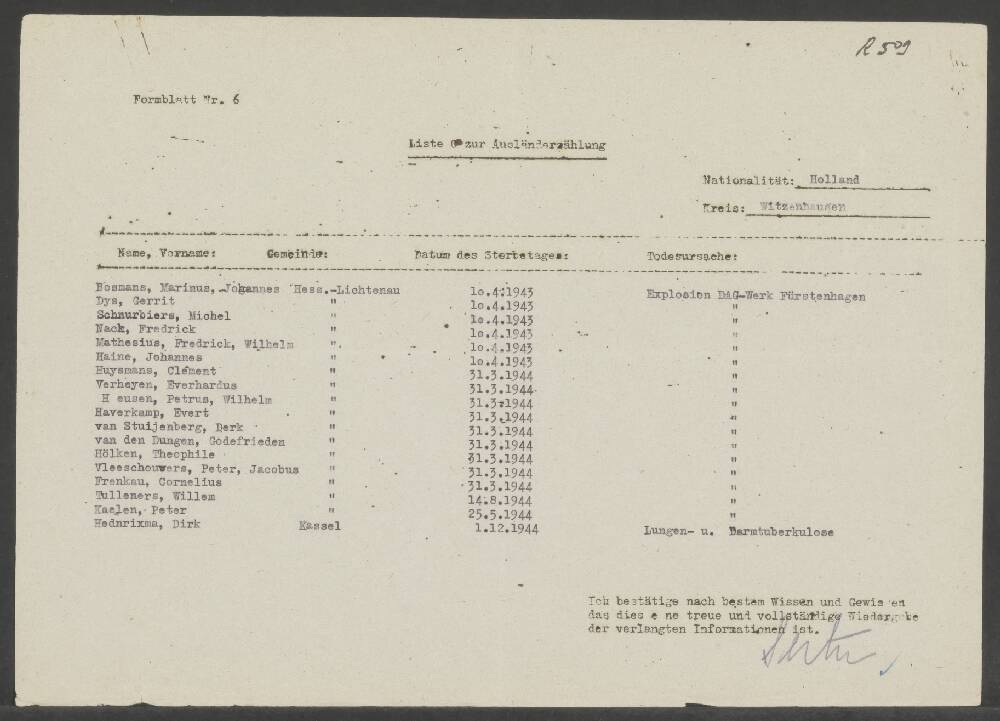 R 509
Formblatt Nr. 6
Liste zur Ausländerzählung
Nationalität: Holland
Kreis: Witzenhausen
Name, Vorname: Gemeinde: Datum des Sterbetages: Todesursache:
Bosmans, Marinus, Johannes Hess.-Lichtenau 10.4.1943 Explosion DAG-Werk Fürstenhagen
Dys, Gerrit " 10.4.1943 "
Schnurbiers, Michel " 10.4.1943 "
Nack, Fredrick " 10.4.1943 "
Mathesius, Fredrick, Wilhelm " 10.4.1943 "
Haine, Johannes " 10.4.1943 "
Huysmans, Clément " 31.3.1944 "
Verheyen, Everhardus " 31.3.1944 "
H eusen, Petrus, Wilhelm " 31.3.1944 "
Haverkamp, Evert " 31.3.1944 "
van Stuijenberg, Derk " 31.3.1944 "
van den Dungen, Godefrieden " 31.3.1944 "
Hölken, Theophile " 31.3.1944 "
Vleeschouwers, Peter, Jacobus " 31.3.1944 "
Frenkau, Cornelius " 31.3.1944 "
Tulleners, Willem " 14.8.1944 "
Kaelen, Peter " 25.5.1944 "
Hednrixma, Dirk Kassel 1.12.1944 Lungen- u. Darmtuberkulose
Ich bestätige nach bestem Wissen und Gewissen
das dies e ne treue und vollständige Wiedergabe
der verlangten Informationen ist.